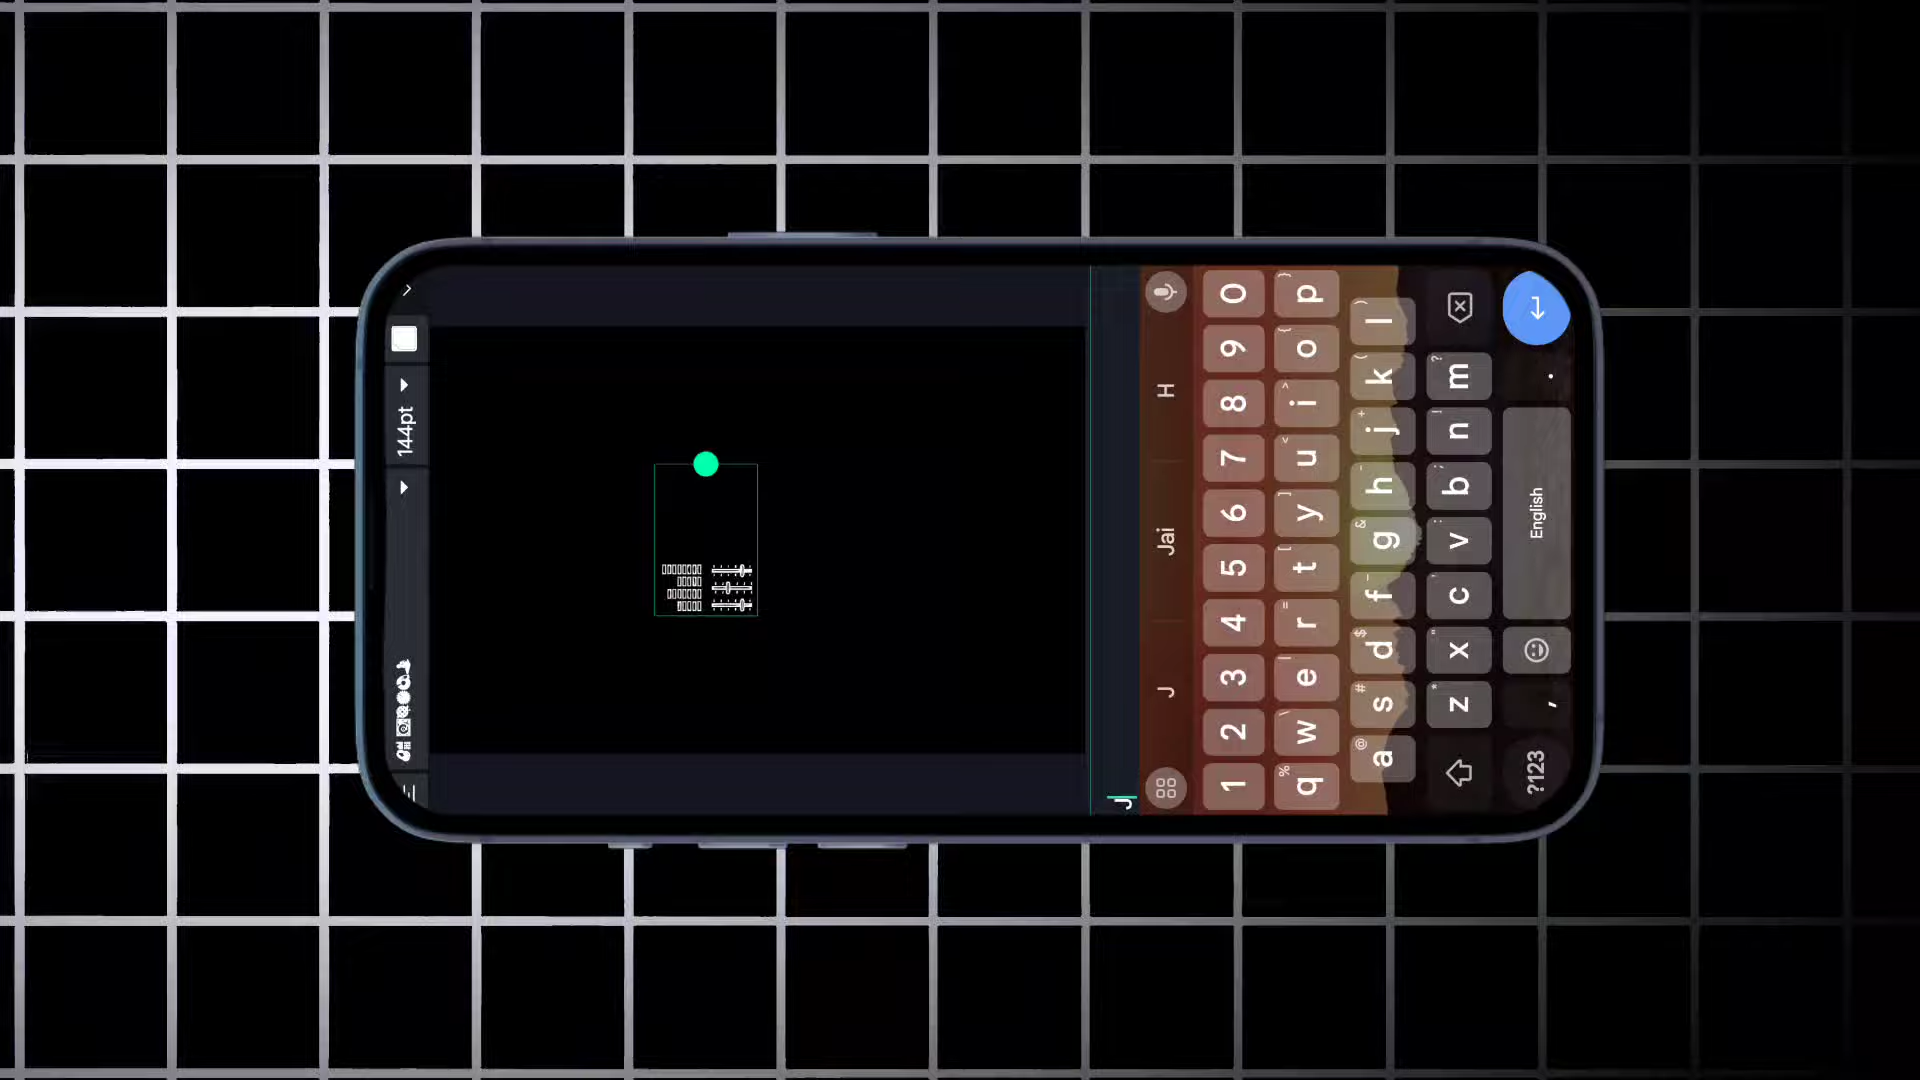 144pt
J
J Jai H
1 2 3 4 5 6 7 8 9 0
% \ | = [ ] < > { }
q w e r t y u i o p
@ # $ - & - + ( )
a s d f g h j k l
* " ' : ; ! ?
z x c v b n m
?123 , English .